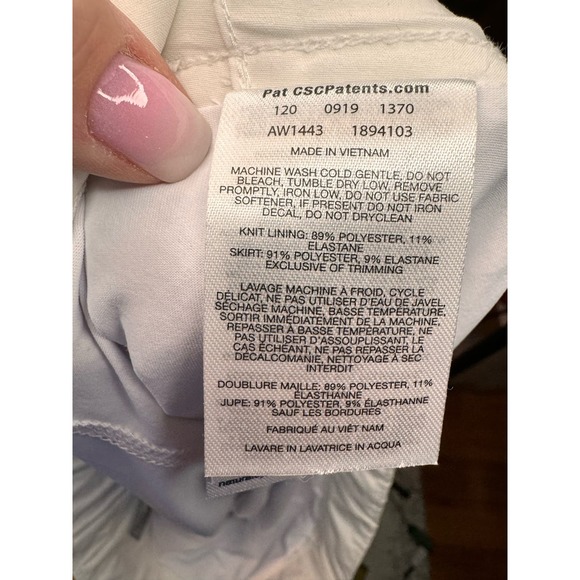 Pat CSCPatents.com
120 0919 1370
AW1443 1894103
MADE IN VIETNAM
MACHINE WASH COLD GENTLE, DO NOT
BLEACH, TUMBLE DRY LOW, REMOVE
PROMPTLY, IRON LOW, DO NOT USE FABRIC
SOFTENER, IF PRESENT DO NOT IRON
DECAL, DO NOT DRYCLEAN
KNIT LINING: 89% POLYESTER, 11%
ELASTANE
SKIRT: 91% POLYESTER, 9% ELASTANE
EXCLUSIVE OF TRIMMING
LAVAGE MACHINE À FROID, CYCLE
DÉLICAT, NE PAS UTILISER D'EAU DE JAVEL,
SÉCHAGE MACHINE, BASSE TEMPÉRATURE,
SORTIR IMMÉDIATEMENT DE LA MACHINE,
REPASSER À BASSE TEMPÉRATURE, NE
PAS UTILISER D'ASSOUPLISSANT, LE
CAS ÉCHÉANT, NE PAS REPASSER LA
DÉCALCOMANIE, NETTOYAGE À SEC
INTERDIT
DOUBLURE MAILLE: 89% POLYESTER, 11%
ÉLASTHANNE
JUPE: 91% POLYESTER, 9% ÉLASTHANNE
SAUF LES BORDURES
FABRIQUÉ AU VIÊT NAM
LAVARE IN LAVATRICE IN ACQUA